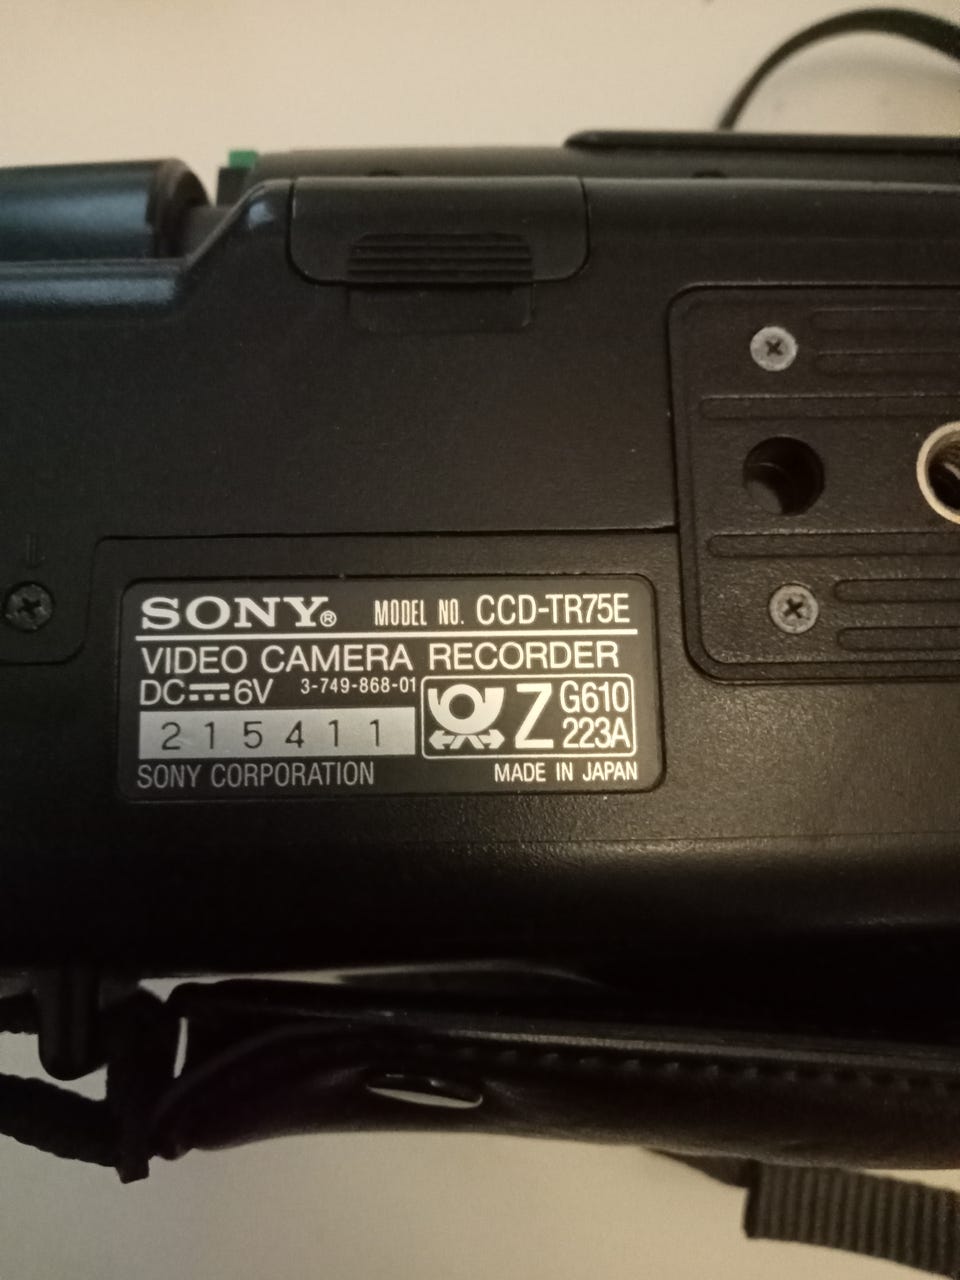 SONY® MODEL NO. CCD-TR75E
VIDEO CAMERA RECORDER
DC 6V 3-749-868-01
Z G610
223A
215411
SONY CORPORATION MADE IN JAPAN